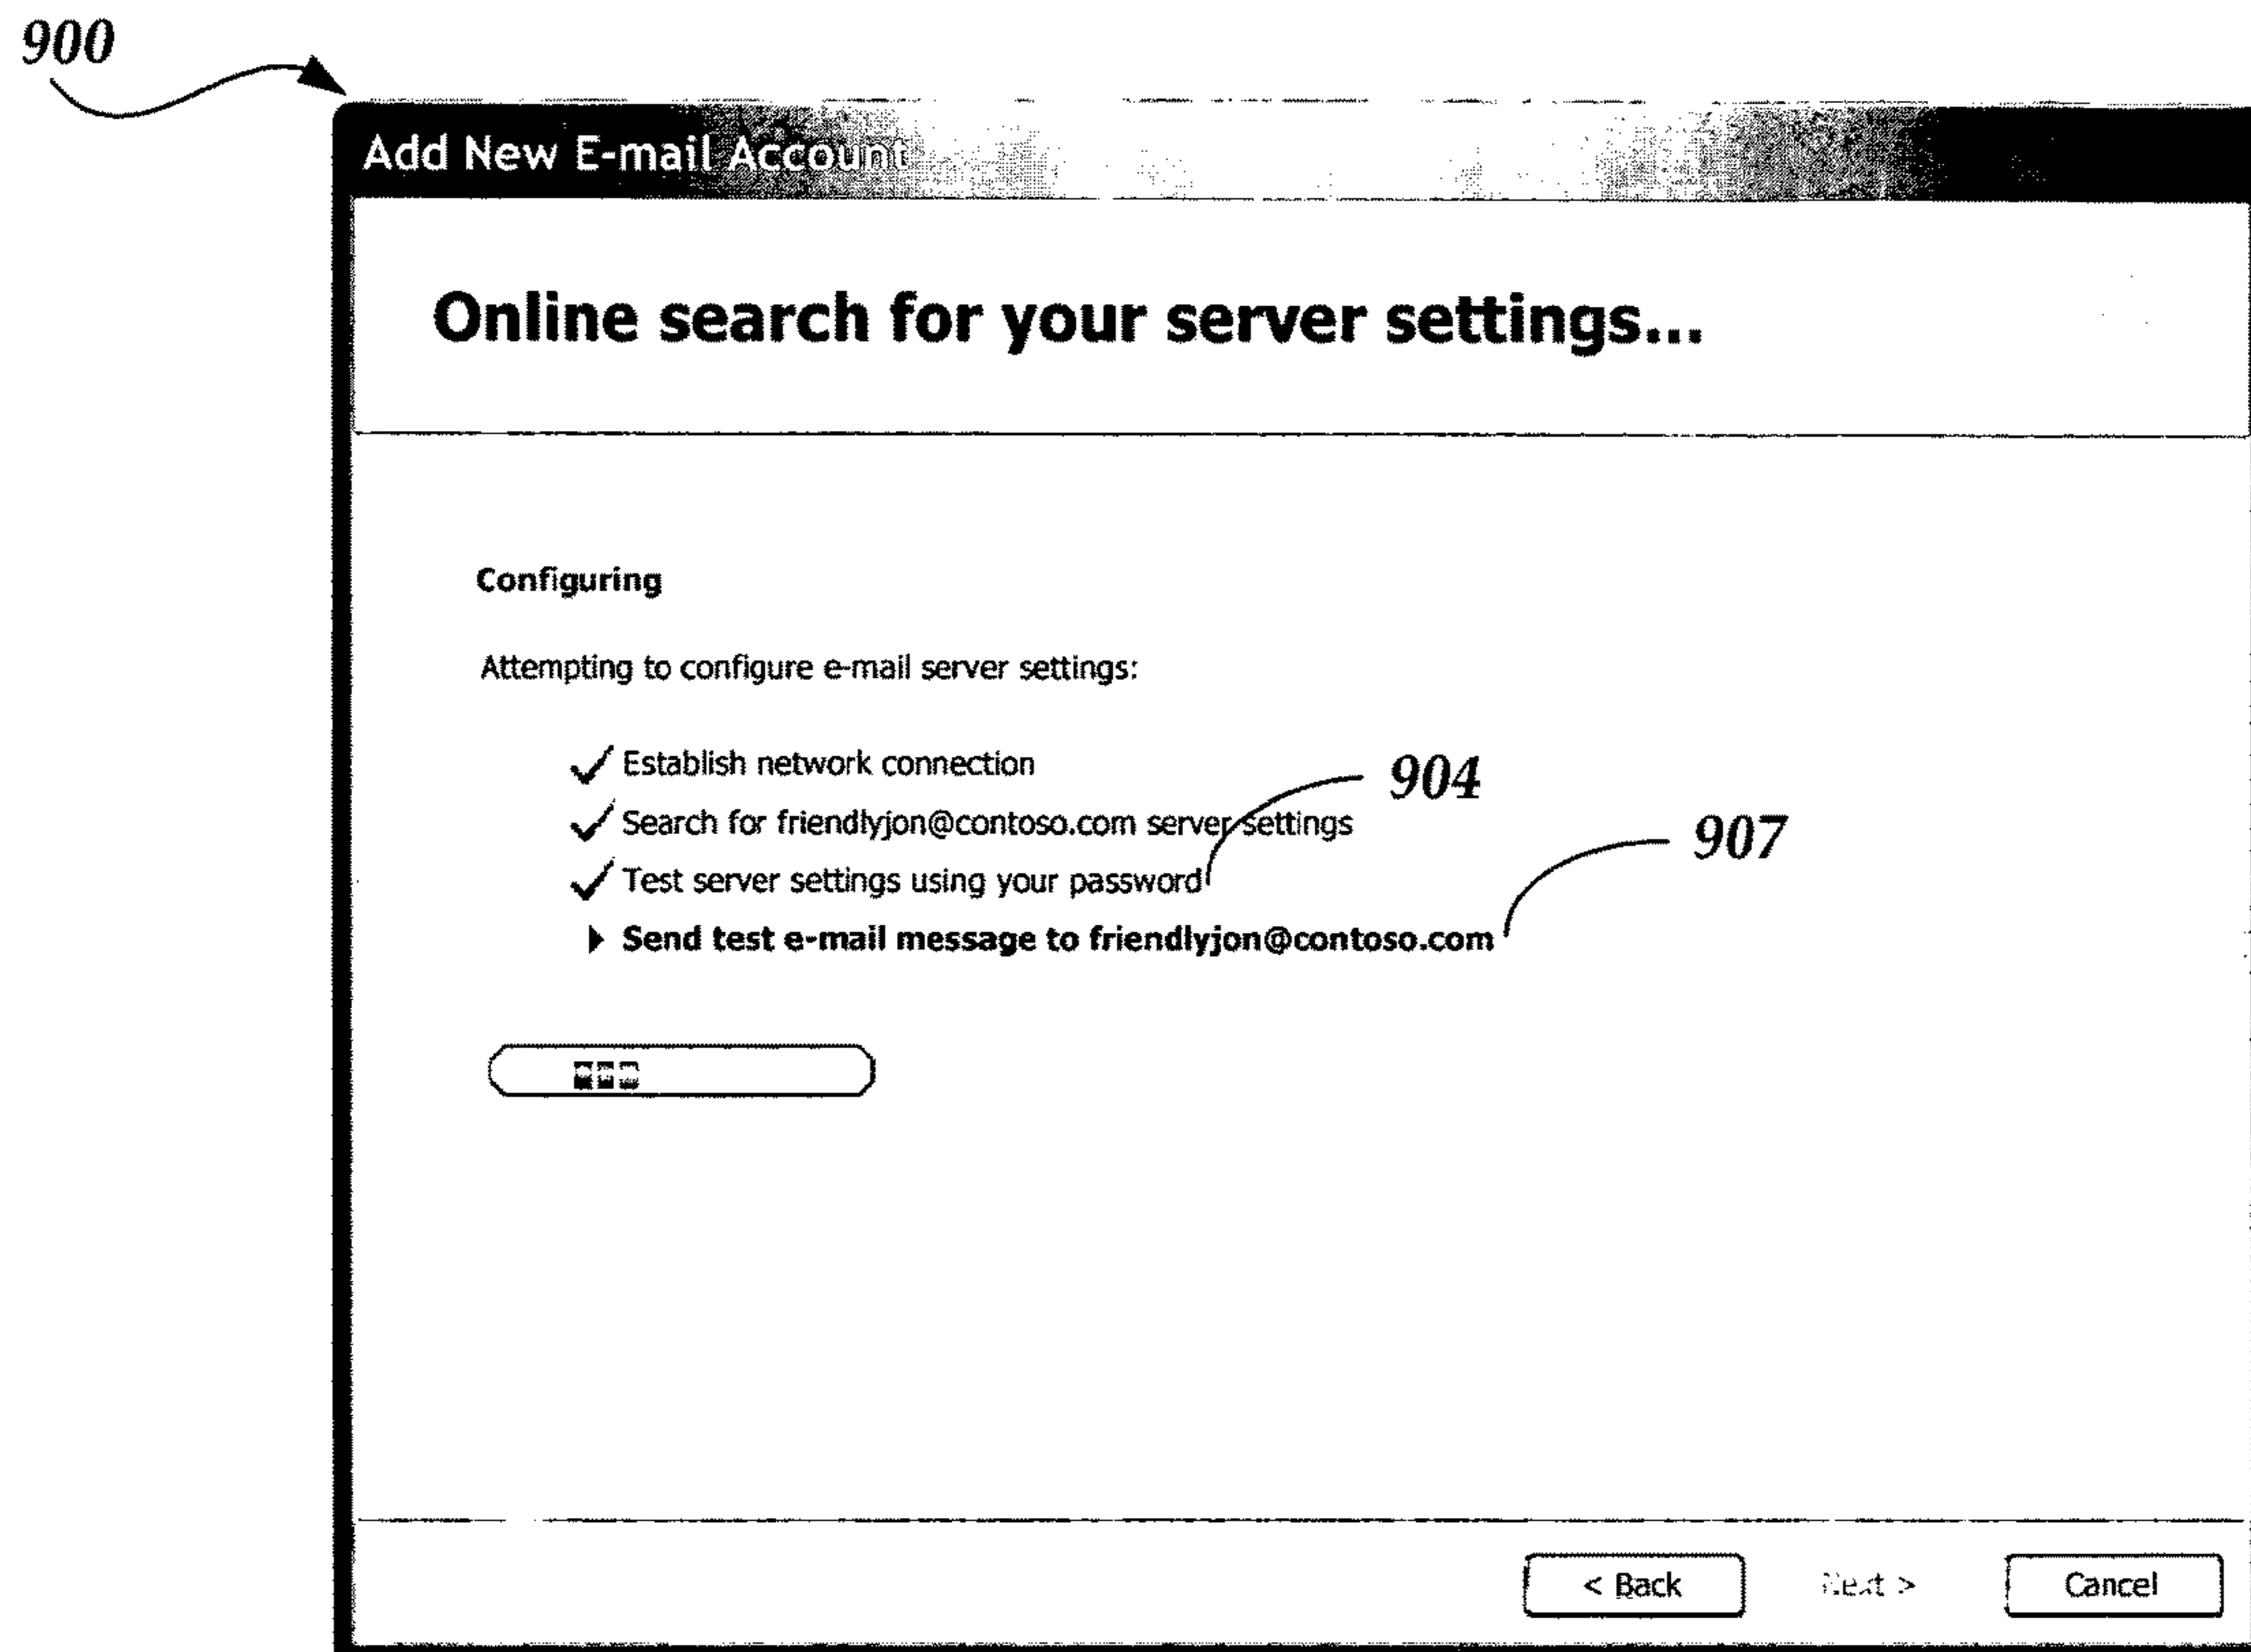 900
Add New E-mail Account
Online search for your server settings...
Configuring
Attempting to configure e-mail server settings:
Establish network connection
904
Search for friendlyjon@contoso.com server settings
907
Test server settings using your password
Send test e-mail message to friendlyjon@contoso.com
< Back
Next >
Cancel